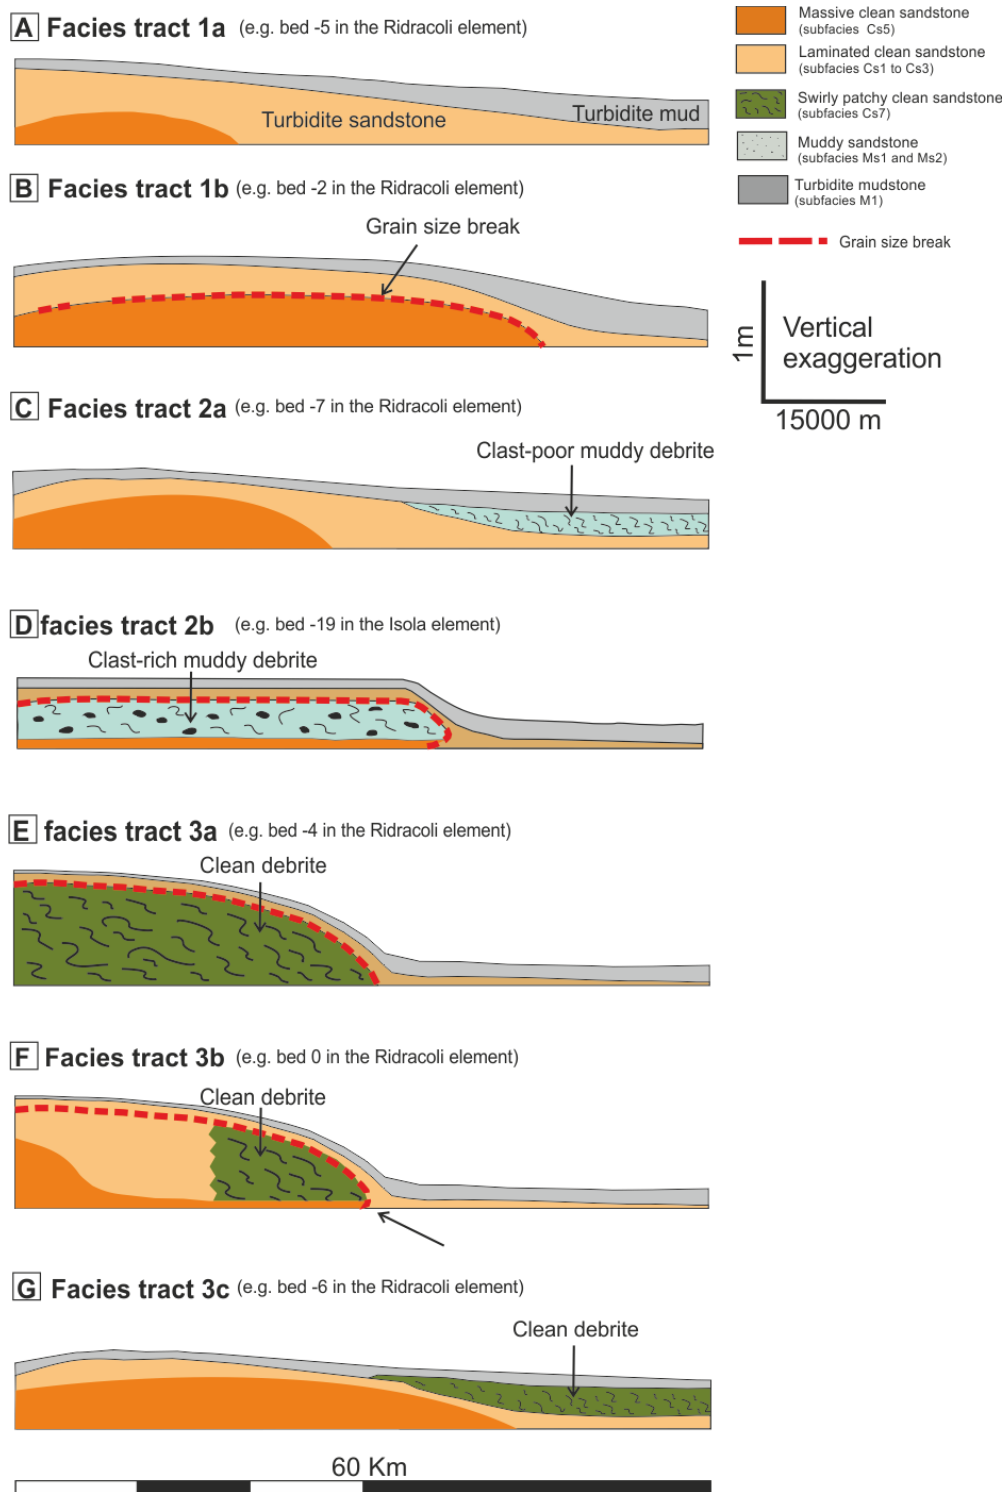 A Facies tract 1a (e.g. bed -5 in the Ridracoli element)
Turbidite sandstone
Turbidite mud
Massive clean sandstone
(subfacies Cs5)
Laminated clean sandstone
(subfacies Cs1 to Cs3)
Swirly patchy clean sandstone
(subfacies Cs7)
Muddy sandstone
(subfacies Ms1 and Ms2)
Turbidite mudstone
(subfacies M1)
Grain size break
B Facies tract 1b (e.g. bed -2 in the Ridracoli element)
Grain size break
1m
Vertical
exaggeration
15000 m
C Facies tract 2a (e.g. bed -7 in the Ridracoli element)
Clast-poor muddy debrite
D facies tract 2b (e.g. bed -19 in the Isola element)
Clast-rich muddy debrite
E facies tract 3a (e.g. bed -4 in the Ridracoli element)
Clean debrite
F Facies tract 3b (e.g. bed 0 in the Ridracoli element)
Clean debrite
G Facies tract 3c (e.g. bed -6 in the Ridracoli element)
Clean debrite
60 Km